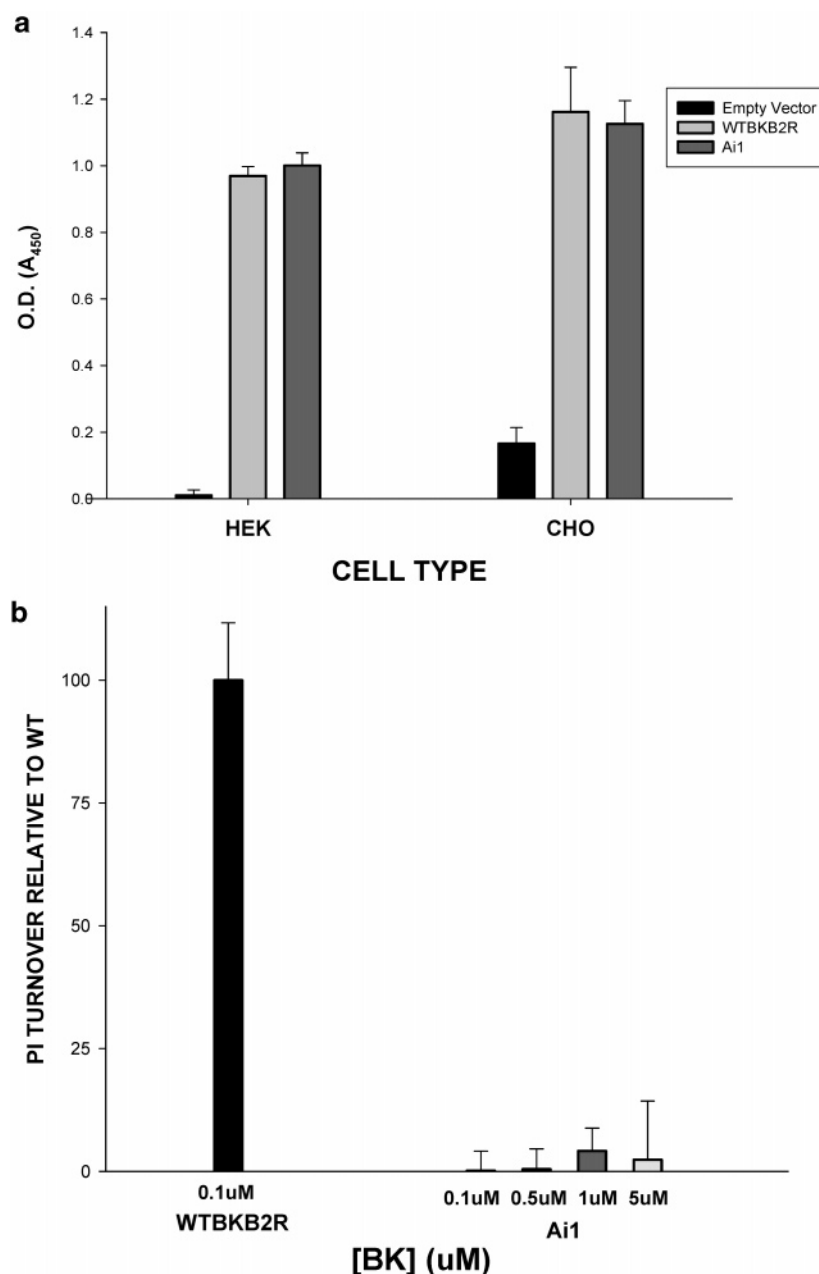 a
1.4
1.2
1.0
0.8
0.6
0.4
0.2
0.0
O.D. (A450)
Empty Vector
WTBKB2R
Ai1
HEK CHO
CELL TYPE
b
100
75
50
25
0
PI TURNOVER RELATIVE TO WT
0.1uM 0.1uM 0.5uM 1uM 5uM
WTBKB2R Ai1
[BK] (uM)